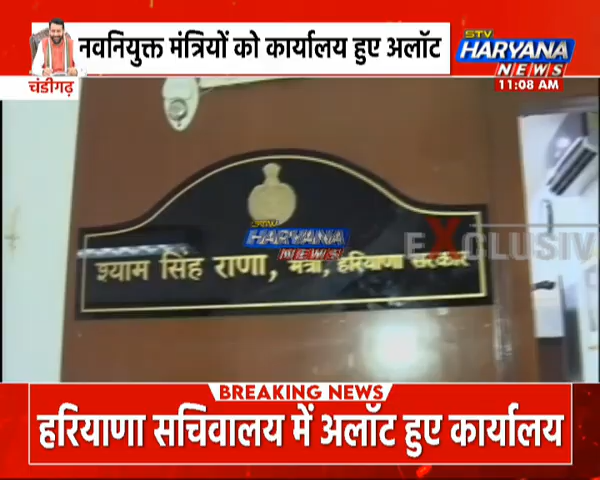 नवनियुक्त मंत्रियों को कार्यालय हुए अलॉट
STV
HARYANA
NEWS
चंडीगढ़
11:08 AM
STV
HARYANA
NEWS
EXCLUSIV
श्याम सिंह राणा, मंत्री, हरियाणा सरकार
BREAKING NEWS
हरियाणा सचिवालय में अलॉट हुए कार्यालय